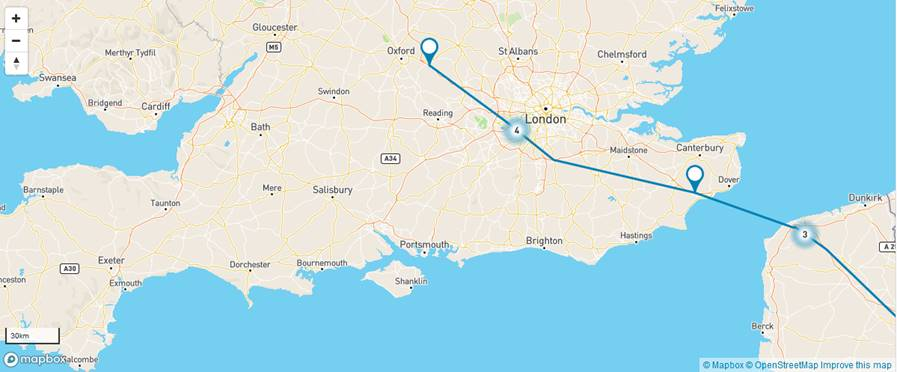 Felixstowe
Gloucester
Oxford
St Albans
Chelmsford
M5
Merthyr Tydfil
Swansea
Bridgend
Cardiff
Swindon
Reading
London
4
Bath
A34
Maidstone
Canterbury
Dover
Barnstaple
Taunton
Mere
Salisbury
Dunkirk
3
A 25
Portsmouth
Brighton
Hastings
A30
Exeter
Dorchester
Bournemouth
Exmouth
Shanklin
Berck
30km
mapbox
Salcombe
© Mapbox © OpenStreetMap Improve this map